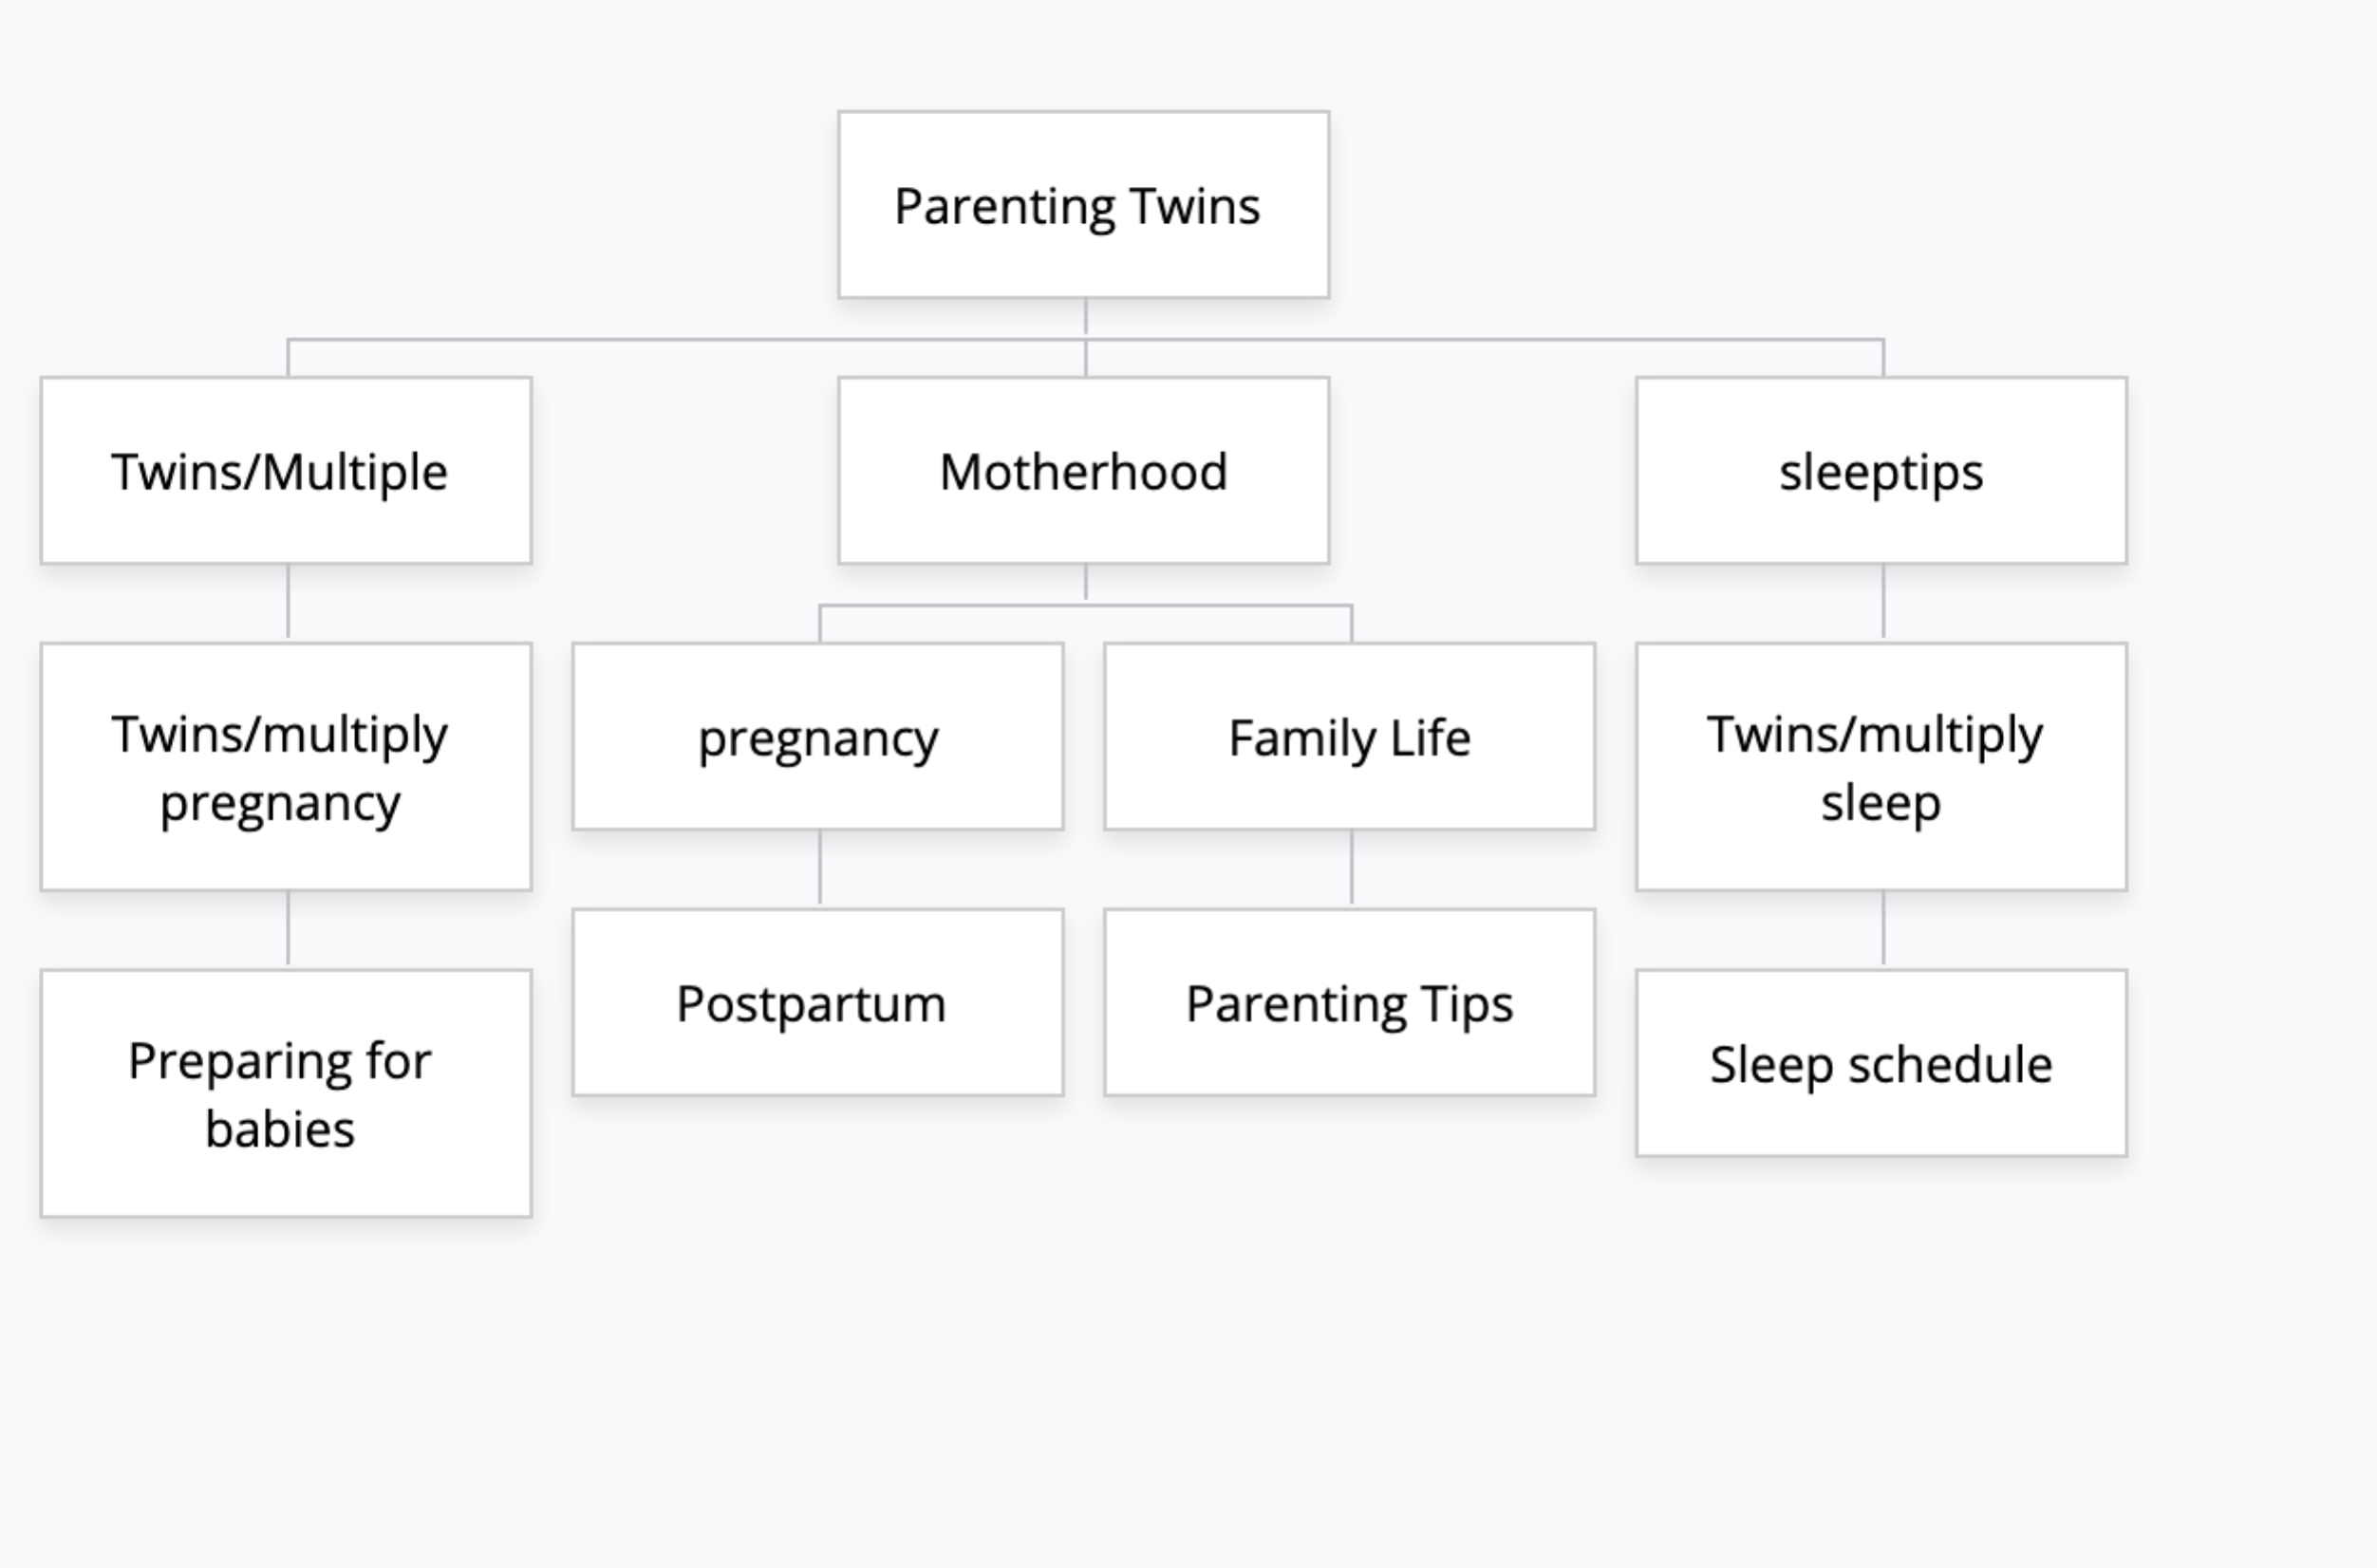 Parenting Twins
Twins/Multiple
Motherhood
sleeptips
Twins/multiply
pregnancy
pregnancy
Family Life
Twins/multiply
sleep
Preparing for
babies
Postpartum
Parenting Tips
Sleep schedule